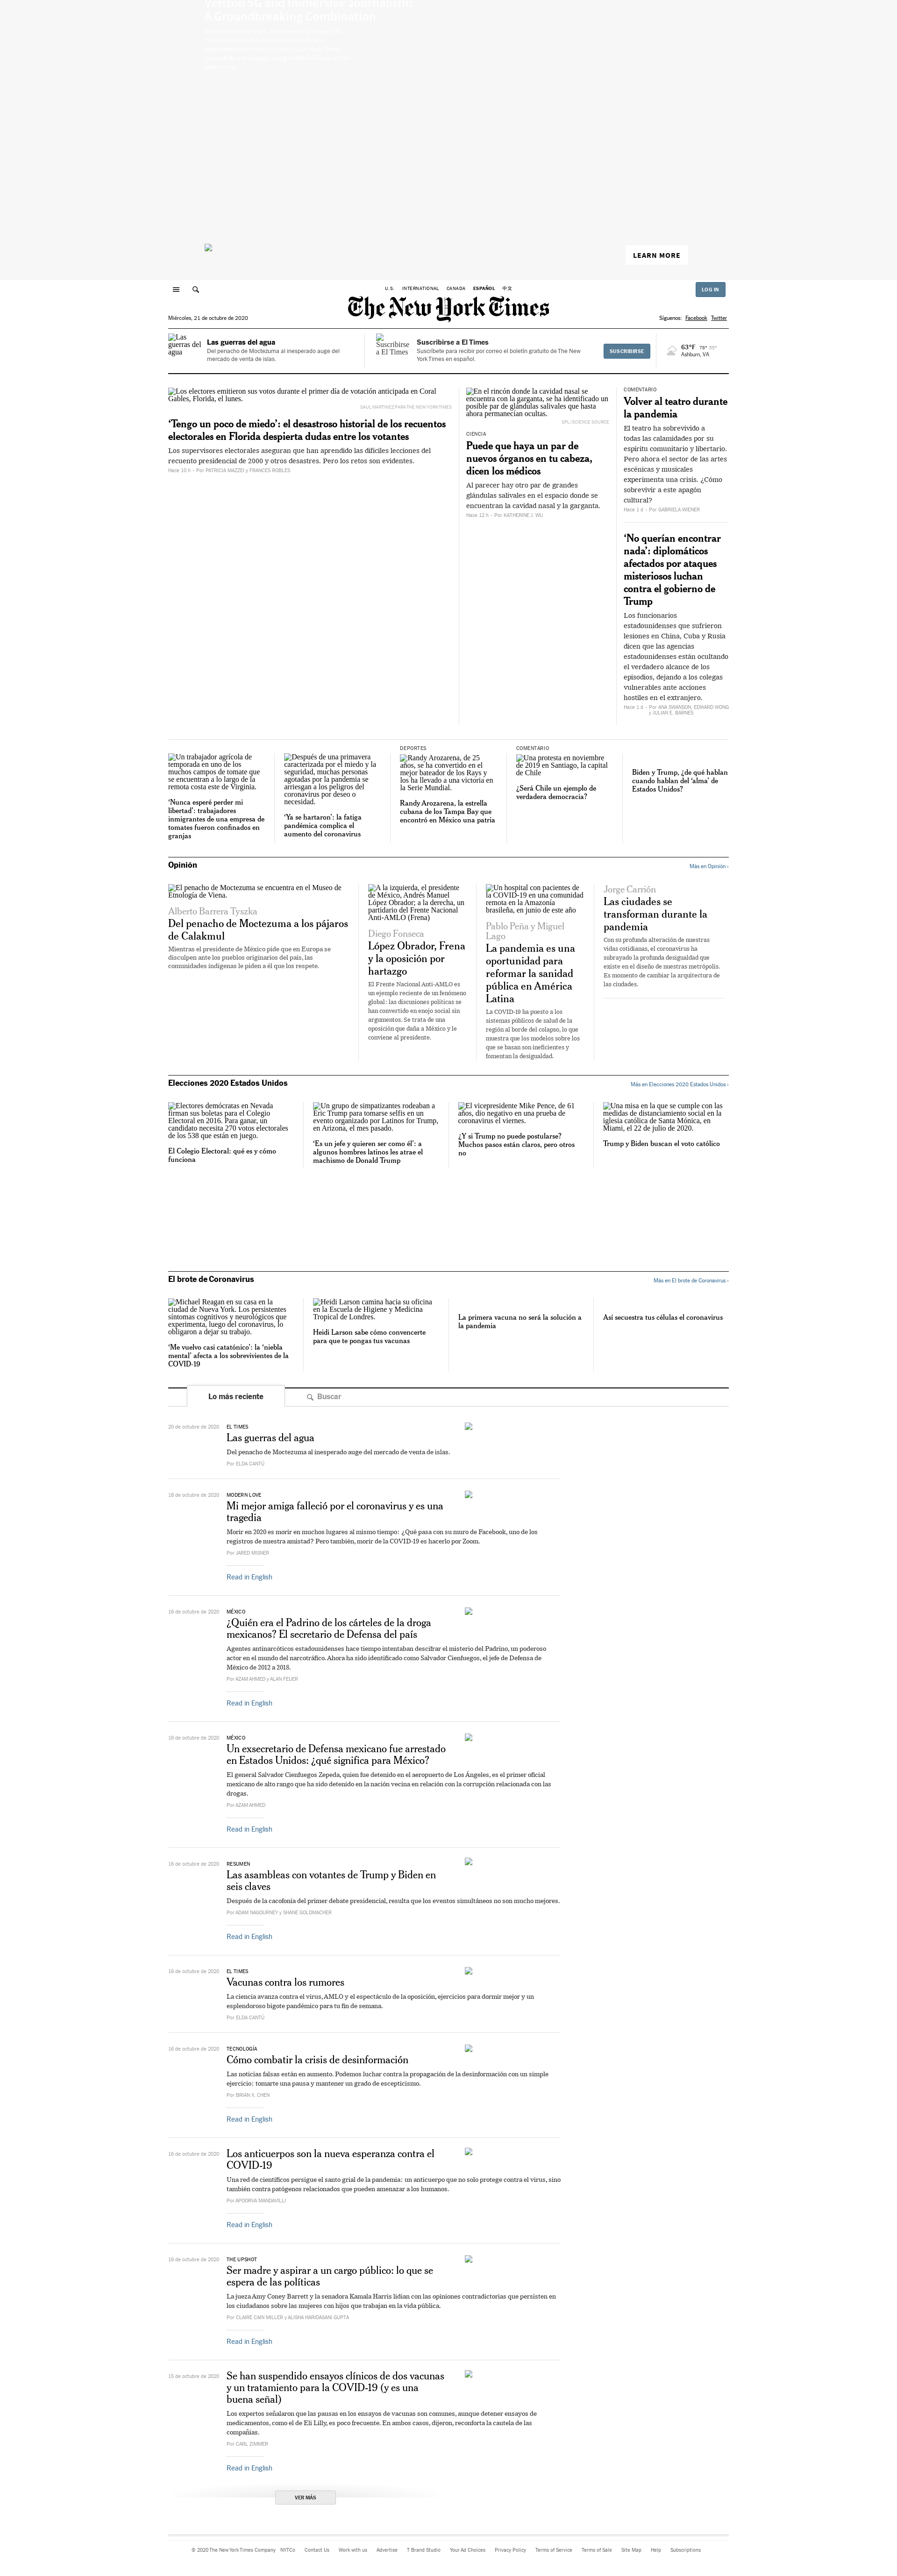 Verizon 5G and Immersive Journalism:
A Groundbreaking Combination
LEARN MORE
U.S. INTERNATIONAL CANADA ESPAÑOL 中文
LOG IN
The New York Times
Miércoles, 21 de octubre de 2020
Síguenos: Facebook Twitter
Las guerras del agua
Las guerras del agua
Del penacho de Moctezuma al inesperado auge del
mercado de venta de islas.
Suscribirse a El Times
Suscribirse a El Times
Suscríbete para recibir por correo el boletín gratuito de The New
York Times en español.
SUSCRIBIRSE
63°F 78° 55°
Ashburn, VA
Los electores emitieron sus votos durante el primer día de votación anticipada en Coral
Gables, Florida, el lunes.
SAUL MARTINEZ PARA THE NEW YORK TIMES
‘Tengo un poco de miedo’: el desastroso historial de los recuentos
electorales en Florida despierta dudas entre los votantes
Los supervisores electorales aseguran que han aprendido las difíciles lecciones del
recuento presidencial de 2000 y otros desastres. Pero los retos son evidentes.
Hace 10 h – Por PATRICIA MAZZEI y FRANCES ROBLES
En el rincón donde la cavidad nasal se
encuentra con la garganta, se ha identificado un
posible par de glándulas salivales que hasta
ahora permanecían ocultas.
SPL/SCIENCE SOURCE
CIENCIA
Puede que haya un par de
nuevos órganos en tu cabeza,
dicen los médicos
Al parecer hay otro par de grandes
glándulas salivales en el espacio donde se
encuentran la cavidad nasal y la garganta.
Hace 12 h – Por KATHERINE J. WU
COMENTARIO
Volver al teatro durante
la pandemia
El teatro ha sobrevivido a
todas las calamidades por su
espíritu comunitario y libertario.
Pero ahora el sector de las artes
escénicas y musicales
experimenta una crisis. ¿Cómo
sobrevivir a este apagón
cultural?
Hace 1 d – Por GABRIELA WIENER
‘No querían encontrar
nada’: diplomáticos
afectados por ataques
misteriosos luchan
contra el gobierno de
Trump
Los funcionarios
estadounidenses que sufrieron
lesiones en China, Cuba y Rusia
dicen que las agencias
estadounidenses están ocultando
el verdadero alcance de los
episodios, dejando a los colegas
vulnerables ante acciones
hostiles en el extranjero.
Hace 1 d – Por ANA SWANSON, EDWARD WONG
y JULIAN E. BARNES
Un trabajador agrícola de
temporada en uno de los
muchos campos de tomate que
se encuentran a lo largo de la
remota costa este de Virginia.
‘Nunca esperé perder mi
libertad’: trabajadores
inmigrantes de una empresa de
tomates fueron confinados en
granjas
Después de una primavera
caracterizada por el miedo y la
seguridad, muchas personas
agotadas por la pandemia se
arriesgan a los peligros del
coronavirus por deseo o
necesidad.
‘Ya se hartaron’: la fatiga
pandémica complica el
aumento del coronavirus
DEPORTES
Randy Arozarena, de 25
años, se ha convertido en el
mejor bateador de los Rays y
los ha llevado a una victoria en
la Serie Mundial.
Randy Arozarena, la estrella
cubana de los Tampa Bay que
encontró en México una patria
COMENTARIO
Una protesta en noviembre
de 2019 en Santiago, la capital
de Chile
¿Será Chile un ejemplo de
verdadera democracia?
Biden y Trump, ¿de qué hablan
cuando hablan del ‘alma’ de
Estados Unidos?
Opinión
Más en Opinión ›
El penacho de Moctezuma se encuentra en el Museo de
Etnología de Viena.
Alberto Barrera Tyszka
Del penacho de Moctezuma a los pájaros
de Calakmul
Mientras el presidente de México pide que en Europa se
disculpen ante los pueblos originarios del país, las
comunidades indígenas le piden a él que los respete.
A la izquierda, el presidente
de México, Andrés Manuel
López Obrador; a la derecha, un
partidario del Frente Nacional
Anti-AMLO (Frena)
Diego Fonseca
López Obrador, Frena
y la oposición por
hartazgo
El Frente Nacional Anti-AMLO es
un ejemplo reciente de un fenómeno
global: las discusiones políticas se
han convertido en enojo social sin
argumentos. Se trata de una
oposición que daña a México y le
conviene al presidente.
Un hospital con pacientes de
la COVID-19 en una comunidad
remota en la Amazonía
brasileña, en junio de este año
Pablo Peña y Miguel
Lago
La pandemia es una
oportunidad para
reformar la sanidad
pública en América
Latina
La COVID-19 ha puesto a los
sistemas públicos de salud de la
región al borde del colapso, lo que
muestra que los modelos sobre los
que se basan son ineficientes y
fomentan la desigualdad.
Jorge Carrión
Las ciudades se
transforman durante la
pandemia
Con su profunda alteración de nuestras
vidas cotidianas, el coronavirus ha
subrayado la profunda desigualdad que
existe en el diseño de nuestras metrópolis.
Es momento de cambiar la arquitectura de
las ciudades.
Elecciones 2020 Estados Unidos
Más en Elecciones 2020 Estados Unidos ›
Electores demócratas en Nevada
firman sus boletas para el Colegio
Electoral en 2016. Para ganar, un
candidato necesita 270 votos electorales
de los 538 que están en juego.
El Colegio Electoral: qué es y cómo
funciona
Un grupo de simpatizantes rodeaban a
Eric Trump para tomarse selfis en un
evento organizado por Latinos for Trump,
en Arizona, el mes pasado.
‘Es un jefe y quieren ser como él’: a
algunos hombres latinos les atrae el
machismo de Donald Trump
El vicepresidente Mike Pence, de 61
años, dio negativo en una prueba de
coronavirus el viernes.
¿Y si Trump no puede postularse?
Muchos pasos están claros, pero otros
no
Una misa en la que se cumple con las
medidas de distanciamiento social en la
iglesia católica de Santa Mónica, en
Miami, el 22 de julio de 2020.
Trump y Biden buscan el voto católico
El brote de Coronavirus
Más en El brote de Coronavirus ›
Michael Reagan en su casa en la
ciudad de Nueva York. Los persistentes
síntomas cognitivos y neurológicos que
experimenta, luego del coronavirus, lo
obligaron a dejar su trabajo.
‘Me vuelvo casi catatónico’: la ‘niebla
mental’ afecta a los sobrevivientes de la
COVID-19
Heidi Larson camina hacia su oficina
en la Escuela de Higiene y Medicina
Tropical de Londres.
Heidi Larson sabe cómo convencerte
para que te pongas tus vacunas
La primera vacuna no será la solución a
la pandemia
Así secuestra tus células el coronavirus
Lo más reciente
Buscar
20 de octubre de 2020
EL TIMES
Las guerras del agua
Del penacho de Moctezuma al inesperado auge del mercado de venta de islas.
Por ELDA CANTÚ
18 de octubre de 2020
MODERN LOVE
Mi mejor amiga falleció por el coronavirus y es una
tragedia
Morir en 2020 es morir en muchos lugares al mismo tiempo: ¿Qué pasa con su muro de Facebook, uno de los
registros de nuestra amistad? Pero también, morir de la COVID-19 es hacerlo por Zoom.
Por JARED MISNER
Read in English
16 de octubre de 2020
MÉXICO
¿Quién era el Padrino de los cárteles de la droga
mexicanos? El secretario de Defensa del país
Agentes antinarcóticos estadounidenses hace tiempo intentaban descifrar el misterio del Padrino, un poderoso
actor en el mundo del narcotráfico. Ahora ha sido identificado como Salvador Cienfuegos, el jefe de Defensa de
México de 2012 a 2018.
Por AZAM AHMED y ALAN FEUER
Read in English
16 de octubre de 2020
MÉXICO
Un exsecretario de Defensa mexicano fue arrestado
en Estados Unidos: ¿qué significa para México?
El general Salvador Cienfuegos Zepeda, quien fue detenido en el aeropuerto de Los Ángeles, es el primer oficial
mexicano de alto rango que ha sido detenido en la nación vecina en relación con la corrupción relacionada con las
drogas.
Por AZAM AHMED
Read in English
16 de octubre de 2020
RESUMEN
Las asambleas con votantes de Trump y Biden en
seis claves
Después de la cacofonía del primer debate presidencial, resulta que los eventos simultáneos no son mucho mejores.
Por ADAM NAGOURNEY y SHANE GOLDMACHER
Read in English
16 de octubre de 2020
EL TIMES
Vacunas contra los rumores
La ciencia avanza contra el virus, AMLO y el espectáculo de la oposición, ejercicios para dormir mejor y un
esplendoroso bigote pandémico para tu fin de semana.
Por ELDA CANTÚ
16 de octubre de 2020
TECNOLOGÍA
Cómo combatir la crisis de desinformación
Las noticias falsas están en aumento. Podemos luchar contra la propagación de la desinformación con un simple
ejercicio: tomarte una pausa y mantener un grado de escepticismo.
Por BRIAN X. CHEN
Read in English
16 de octubre de 2020
Los anticuerpos son la nueva esperanza contra el
COVID-19
Una red de científicos persigue el santo grial de la pandemia: un anticuerpo que no solo protege contra el virus, sino
también contra patógenos relacionados que pueden amenazar a los humanos.
Por APOORVA MANDAVILLI
Read in English
16 de octubre de 2020
THE UPSHOT
Ser madre y aspirar a un cargo público: lo que se
espera de las políticas
La jueza Amy Coney Barrett y la senadora Kamala Harris lidian con las opiniones contradictorias que persisten en
los ciudadanos sobre las mujeres con hijos que trabajan en la vida pública.
Por CLAIRE CAIN MILLER y ALISHA HARIDASANI GUPTA
Read in English
15 de octubre de 2020
Se han suspendido ensayos clínicos de dos vacunas
y un tratamiento para la COVID-19 (y es una
buena señal)
Los expertos señalaron que las pausas en los ensayos de vacunas son comunes, aunque detener ensayos de
medicamentos, como el de Eli Lilly, es poco frecuente. En ambos casos, dijeron, reconforta la cautela de las
compañías.
Por CARL ZIMMER
Read in English
VER MÁS
© 2020 The New York Times Company NYTCo Contact Us Work with us Advertise T Brand Studio Your Ad Choices Privacy Policy Terms of Service Terms of Sale Site Map Help Subscriptions